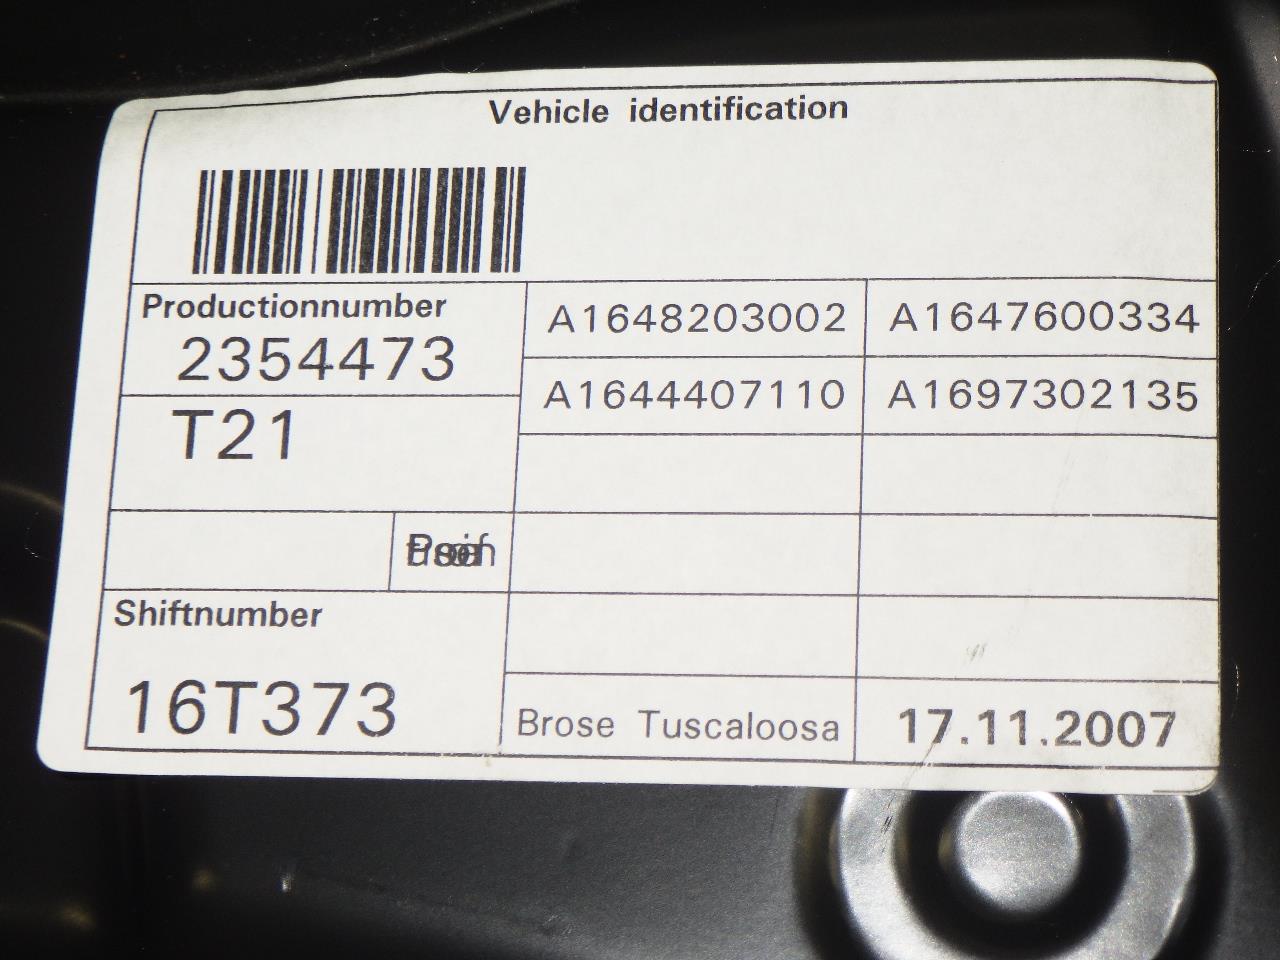 Vehicle identification
Productionnumber
2354473
A1648203002 A1647600334
A1644407110 A1697302135
T21
Shiftnumber
16T373
Brose Tuscaloosa 17.11.2007